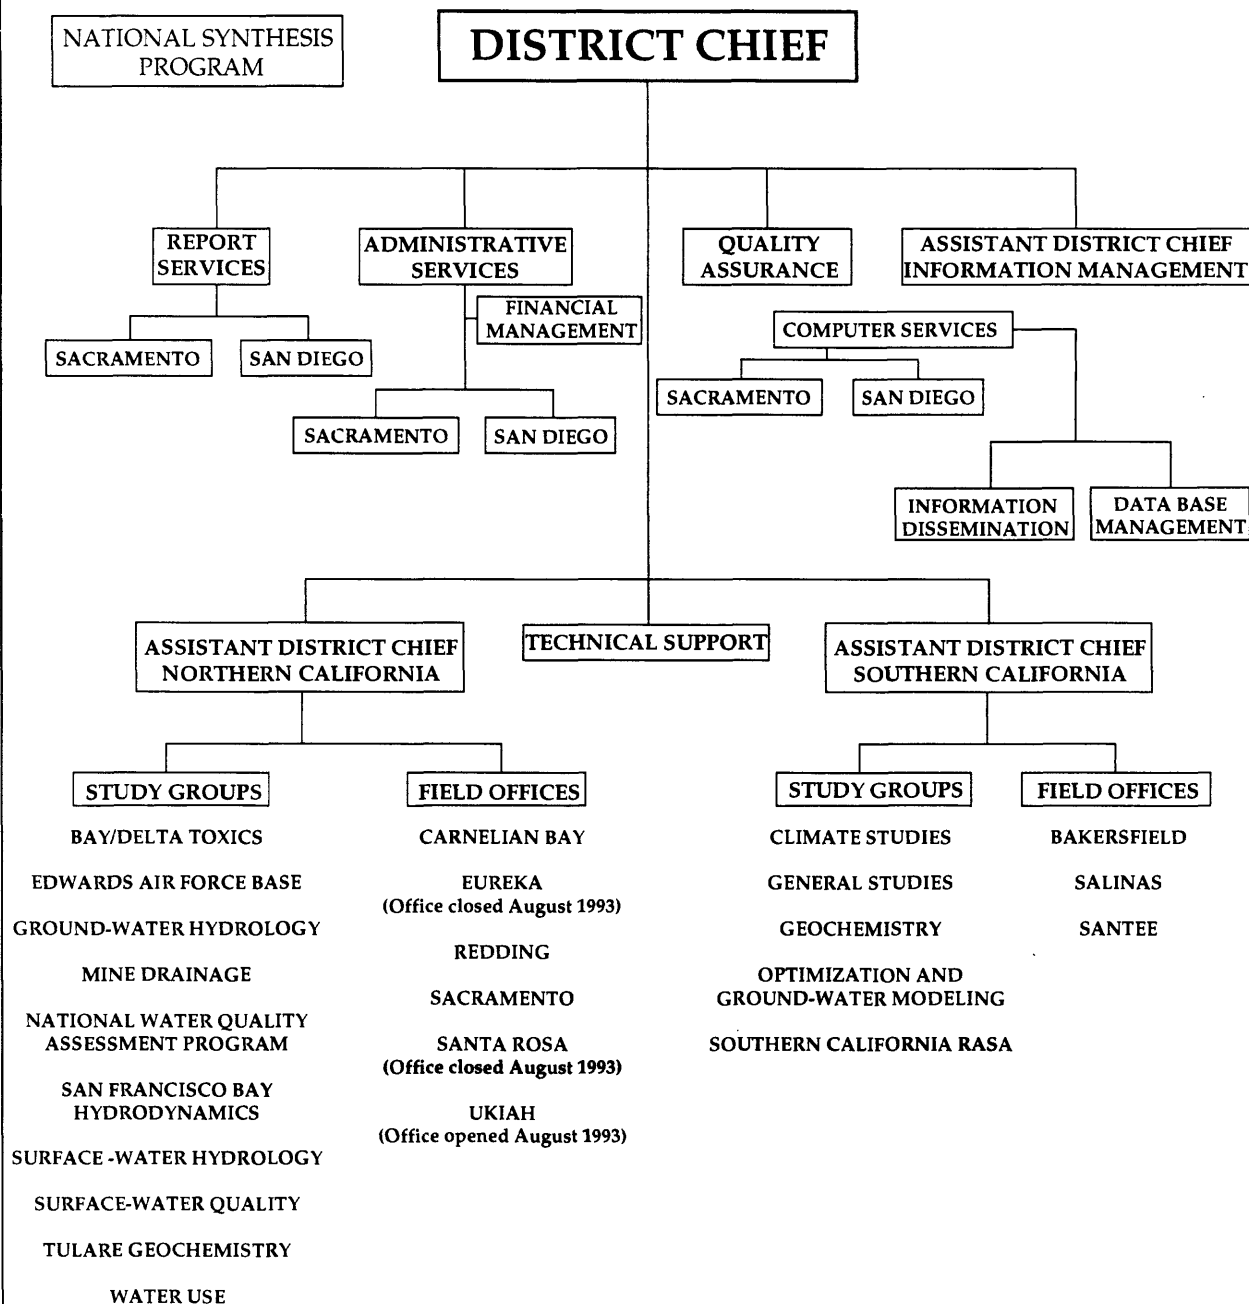 NATIONAL SYNTHESIS
PROGRAM
DISTRICT CHIEF
REPORT
SERVICES
ADMINISTRATIVE
SERVICES
QUALITY
ASSURANCE
ASSISTANT DISTRICT CHIEF
INFORMATION MANAGEMENT
FINANCIAL
MANAGEMENT
COMPUTER SERVICES
SACRAMENTO
SAN DIEGO
SACRAMENTO
SAN DIEGO
SACRAMENTO
SAN DIEGO
INFORMATION
DISSEMINATION
DATA BASE
MANAGEMENT
ASSISTANT DISTRICT CHIEF
NORTHERN CALIFORNIA
TECHNICAL SUPPORT
ASSISTANT DISTRICT CHIEF
SOUTHERN CALIFORNIA
STUDY GROUPS
BAY/DELTA TOXICS
EDWARDS AIR FORCE BASE
GROUND-WATER HYDROLOGY
MINE DRAINAGE
NATIONAL WATER QUALITY
ASSESSMENT PROGRAM
SAN FRANCISCO BAY
HYDRODYNAMICS
SURFACE -WATER HYDROLOGY
SURFACE-WATER QUALITY
TULARE GEOCHEMISTRY
WATER USE
FIELD OFFICES
CARNELIAN BAY
EUREKA
(Office closed August 1993)
REDDING
SACRAMENTO
SANTA ROSA
(Office closed August 1993)
UKIAH
(Office opened August 1993)
STUDY GROUPS
CLIMATE STUDIES
GENERAL STUDIES
GEOCHEMISTRY
OPTIMIZATION AND
GROUND-WATER MODELING
SOUTHERN CALIFORNIA RASA
FIELD OFFICES
BAKERSFIELD
SALINAS
SANTEE